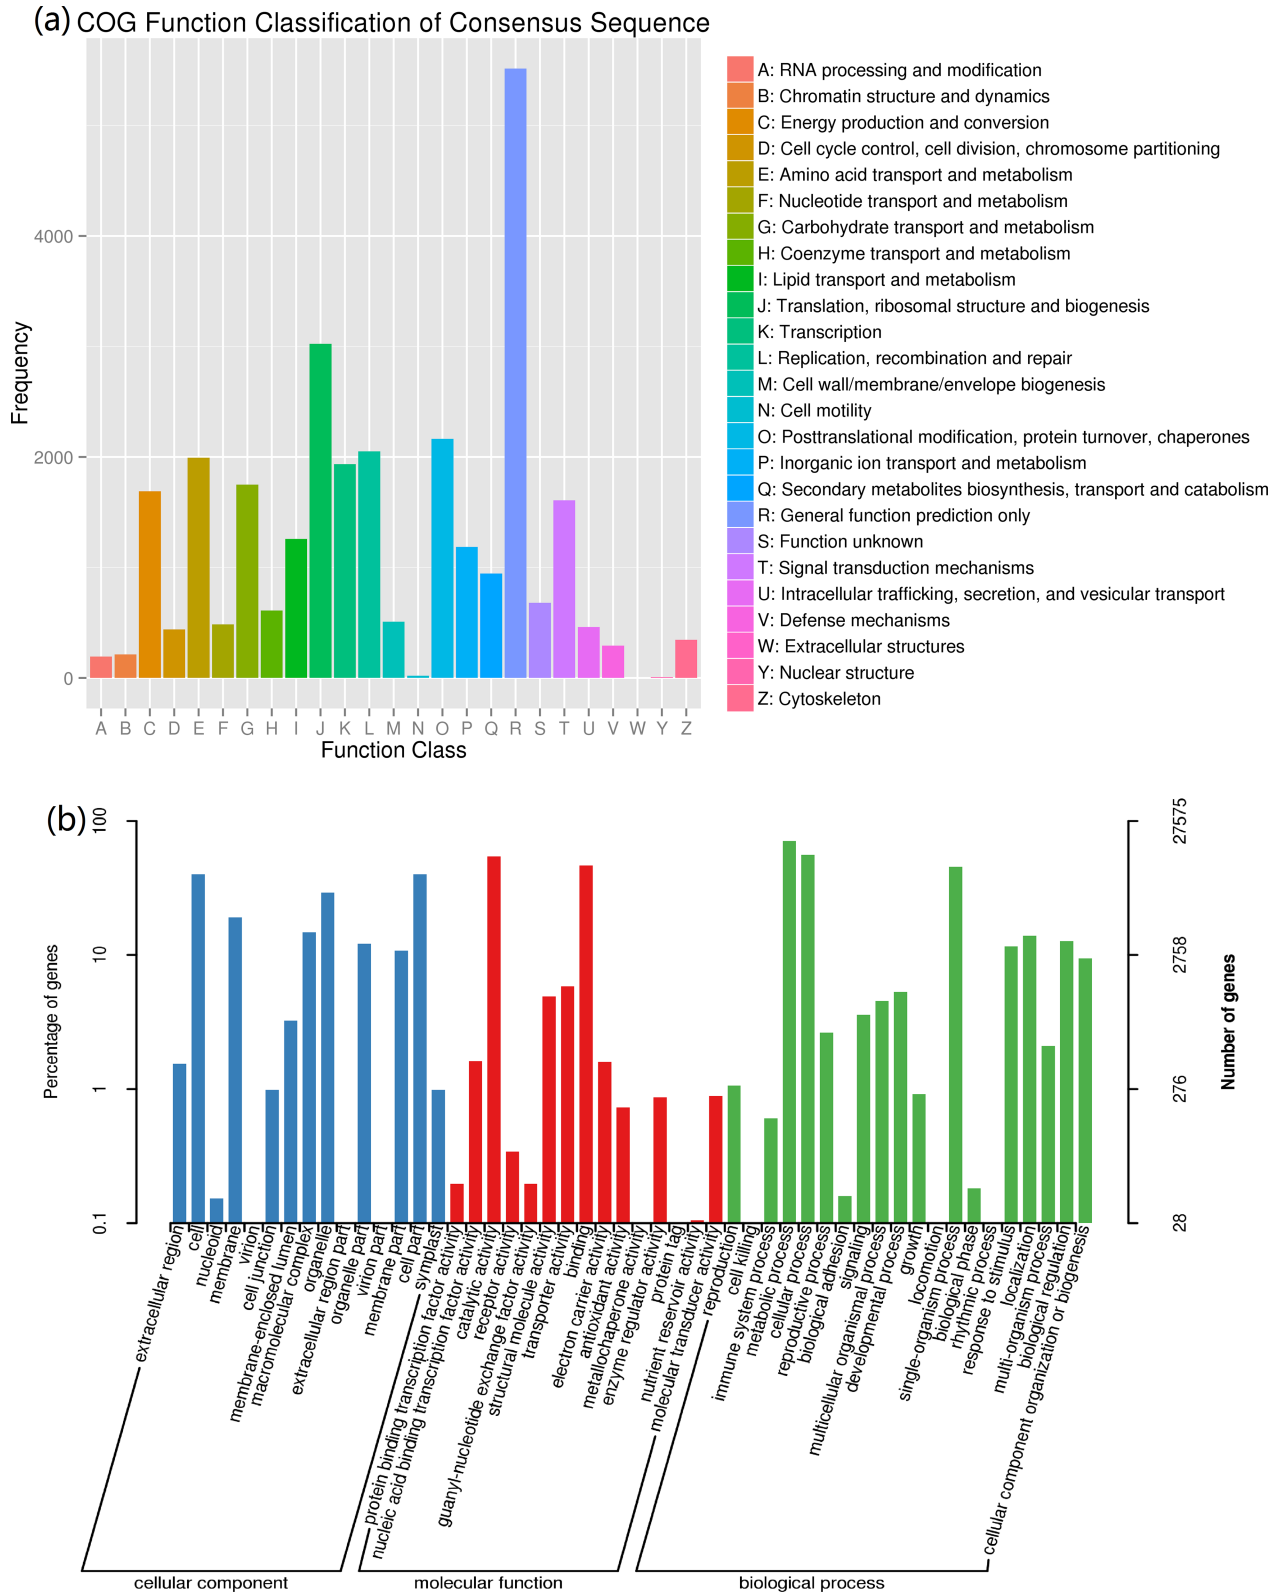 (a) COG Function Classification of Consensus Sequence
Frequency
4000
2000
0
A B C D E F G H I J K L M N O P Q R S T U V W Y Z
Function Class
A: RNA processing and modification
B: Chromatin structure and dynamics
C: Energy production and conversion
D: Cell cycle control, cell division, chromosome partitioning
E: Amino acid transport and metabolism
F: Nucleotide transport and metabolism
G: Carbohydrate transport and metabolism
H: Coenzyme transport and metabolism
I: Lipid transport and metabolism
J: Translation, ribosomal structure and biogenesis
K: Transcription
L: Replication, recombination and repair
M: Cell wall/membrane/envelope biogenesis
N: Cell motility
O: Posttranslational modification, protein turnover, chaperones
P: Inorganic ion transport and metabolism
Q: Secondary metabolites biosynthesis, transport and catabolism
R: General function prediction only
S: Function unknown
T: Signal transduction mechanisms
U: Intracellular trafficking, secretion, and vesicular transport
V: Defense mechanisms
W: Extracellular structures
Y: Nuclear structure
Z: Cytoskeleton
(b)
Percentage of genes
100
10
1
0.1
27575
2758
276
28
Number of genes
extracellular region
cell
nucleoid
membrane
virion
cell junction
membrane-enclosed lumen
macromolecular complex
organelle
extracellular region part
organelle part
virion part
membrane part
cell part
symplast
protein binding transcription factor activity
nucleic acid binding transcription factor activity
catalytic activity
receptor activity
guanyl-nucleotide exchange factor activity
structural molecule activity
transporter activity
binding
electron carrier activity
antioxidant activity
metallochaperone activity
enzyme regulator activity
protein tag
nutrient reservoir activity
molecular transducer activity
reproduction
cell killing
immune system process
metabolic process
cellular process
reproductive process
biological adhesion
signaling
multicellular organismal process
developmental process
growth
locomotion
single-organism process
biological phase
rhythmic process
response to stimulus
localization
multi-organism process
biological regulation
cellular component organization or biogenesis
cellular component
molecular function
biological process